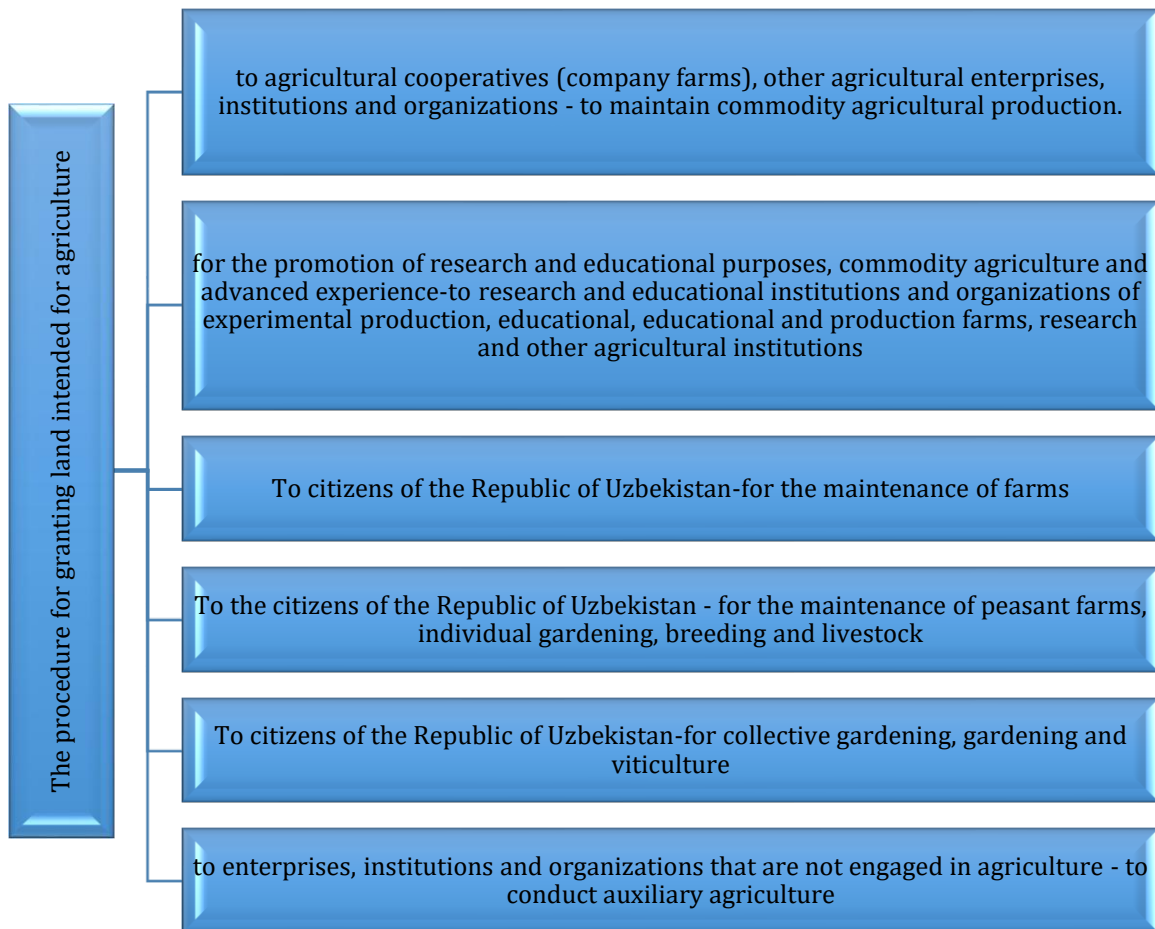 The procedure for granting land intended for agriculture
to agricultural cooperatives (company farms), other agricultural enterprises,
institutions and organizations - to maintain commodity agricultural production.
for the promotion of research and educational purposes, commodity agriculture and
advanced experience-to research and educational institutions and organizations of
experimental production, educational, educational and production farms, research
and other agricultural institutions
To citizens of the Republic of Uzbekistan-for the maintenance of farms
To the citizens of the Republic of Uzbekistan - for the maintenance of peasant farms,
individual gardening, breeding and livestock
To citizens of the Republic of Uzbekistan-for collective gardening, gardening and
viticulture
to enterprises, institutions and organizations that are not engaged in agriculture - to
conduct auxiliary agriculture